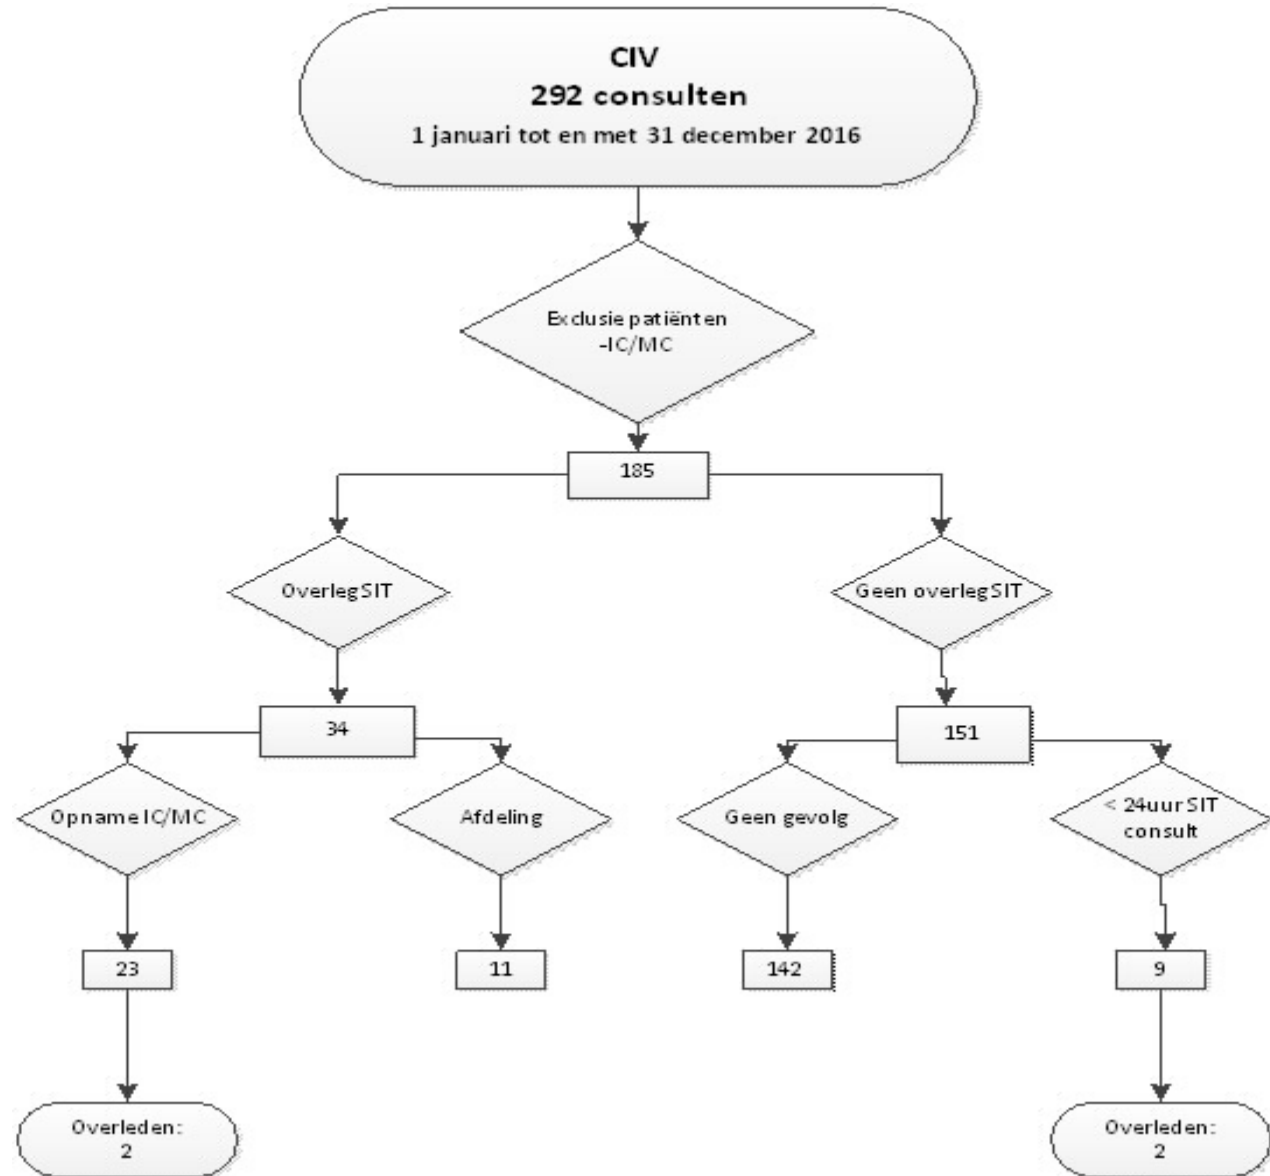 CIV
292 consulten
1 januari tot en met 31 december 2016
Exclusie patiënten
-IC/MC
185
Overleg SIT
Geen overleg SIT
34
151
Opname IC/MC
Afdeling
Geen gevolg
< 24uur SIT
consult
23
11
142
9
Overleden:
2
Overleden:
2